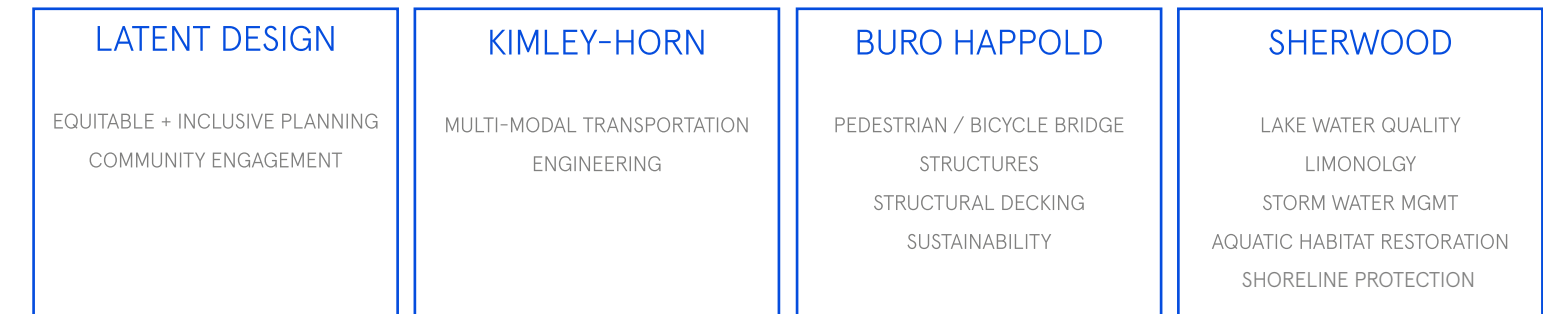 LATENT DESIGN
EQUITABLE + INCLUSIVE PLANNING
COMMUNITY ENGAGEMENT
KIMLEY-HORN
MULTI-MODAL TRANSPORTATION
ENGINEERING
BURO HAPPOLD
PEDESTRIAN / BICYCLE BRIDGE
STRUCTURES
STRUCTURAL DECKING
SUSTAINABILITY
SHERWOOD
LAKE WATER QUALITY
LIMONOLGY
STORM WATER MGMT
AQUATIC HABITAT RESTORATION
SHORELINE PROTECTION